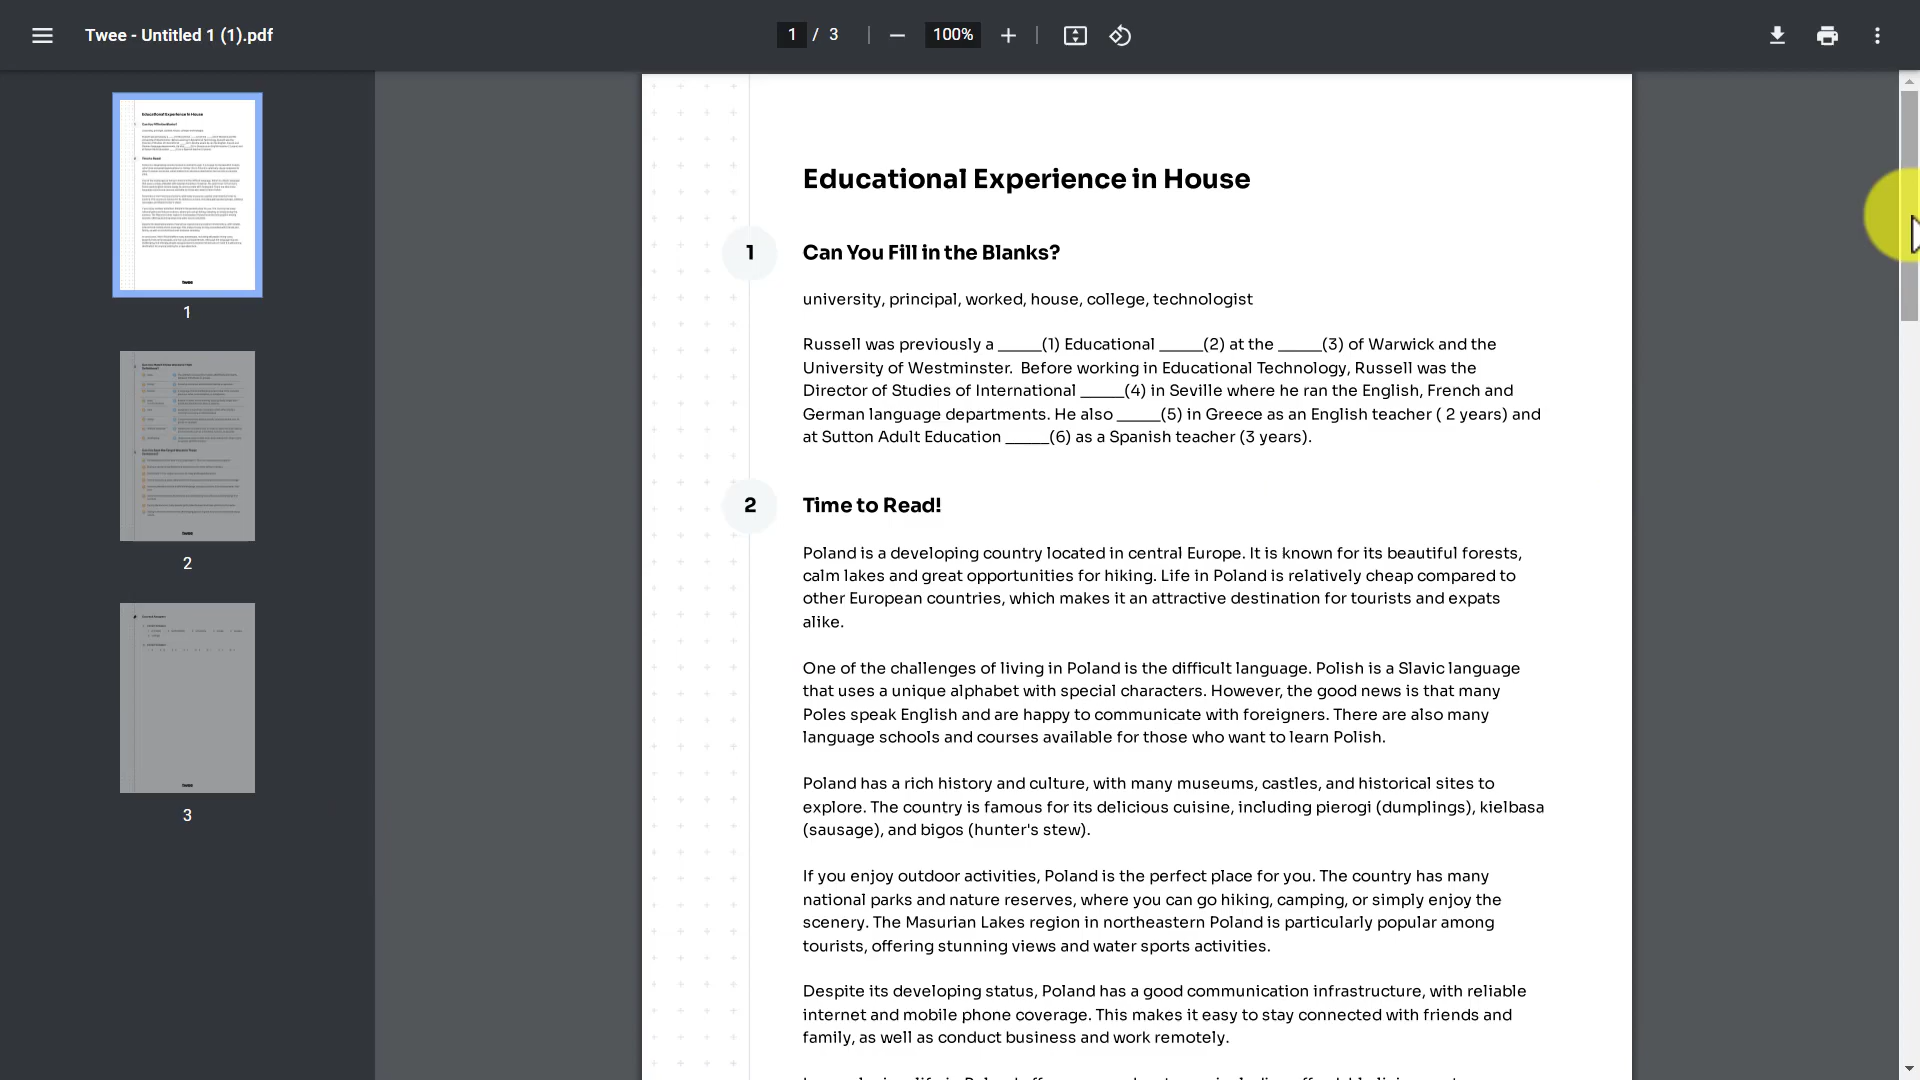 Twee - Untitled 1 (1).pdf
1 / 3
100%
Educational Experience in House
1 Can You Fill in the Blanks?
university, principal, worked, house, college, technologist
Russell was previously a _____(1) Educational _____(2) at the _____(3) of Warwick and the
University of Westminster.  Before working in Educational Technology, Russell was the
Director of Studies of International _____(4) in Seville where he ran the English, French and
German language departments. He also _____(5) in Greece as an English teacher ( 2 years) and
at Sutton Adult Education _____(6) as a Spanish teacher (3 years).
2 Time to Read!
Poland is a developing country located in central Europe. It is known for its beautiful forests,
calm lakes and great opportunities for hiking. Life in Poland is relatively cheap compared to
other European countries, which makes it an attractive destination for tourists and expats
alike.
One of the challenges of living in Poland is the difficult language. Polish is a Slavic language
that uses a unique alphabet with special characters. However, the good news is that many
Poles speak English and are happy to communicate with foreigners. There are also many
language schools and courses available for those who want to learn Polish.
Poland has a rich history and culture, with many museums, castles, and historical sites to
explore. The country is famous for its delicious cuisine, including pierogi (dumplings), kielbasa
(sausage), and bigos (hunter's stew).
If you enjoy outdoor activities, Poland is the perfect place for you. The country has many
national parks and nature reserves, where you can go hiking, camping, or simply enjoy the
scenery. The Masurian Lakes region in northeastern Poland is particularly popular among
tourists, offering stunning views and water sports activities.
Despite its developing status, Poland has a good communication infrastructure, with reliable
internet and mobile phone coverage. This makes it easy to stay connected with friends and
family, as well as conduct business and work remotely.
1
2
3